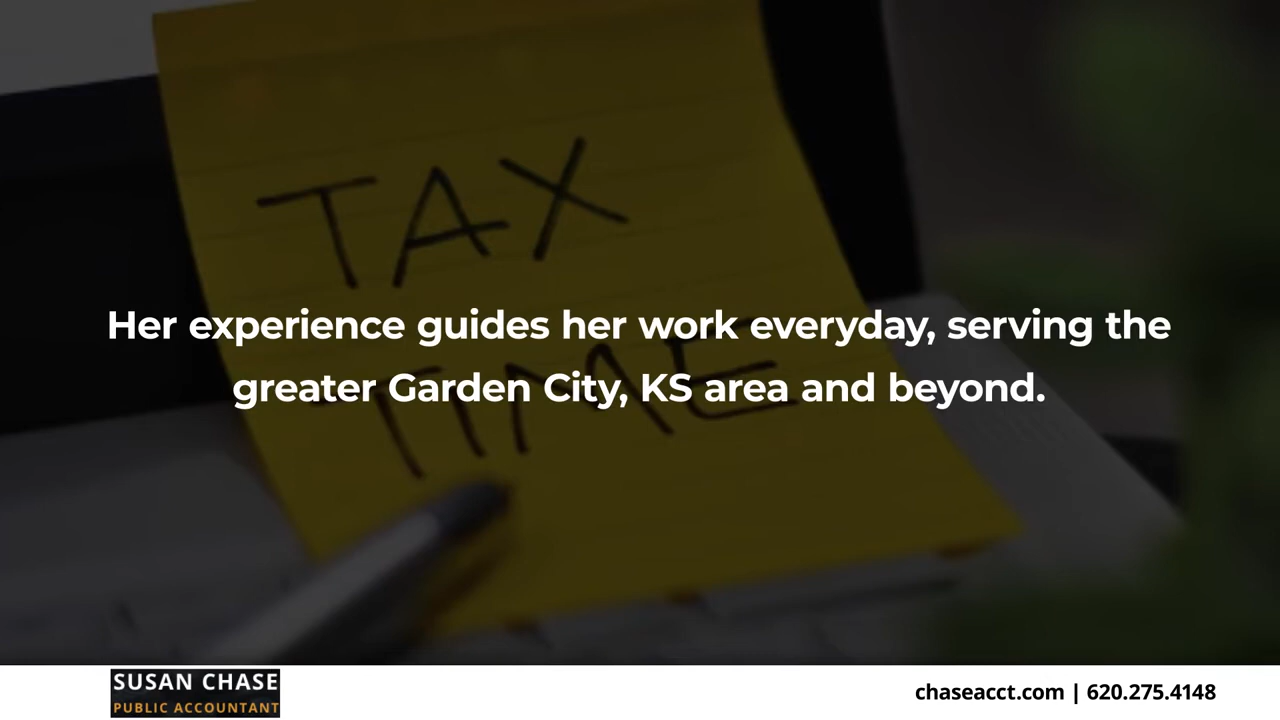 TAX
TIME
Her experience guides her work everyday, serving the
greater Garden City, KS area and beyond.
SUSAN CHASE
PUBLIC ACCOUNTANT
chaseacct.com | 620.275.4148